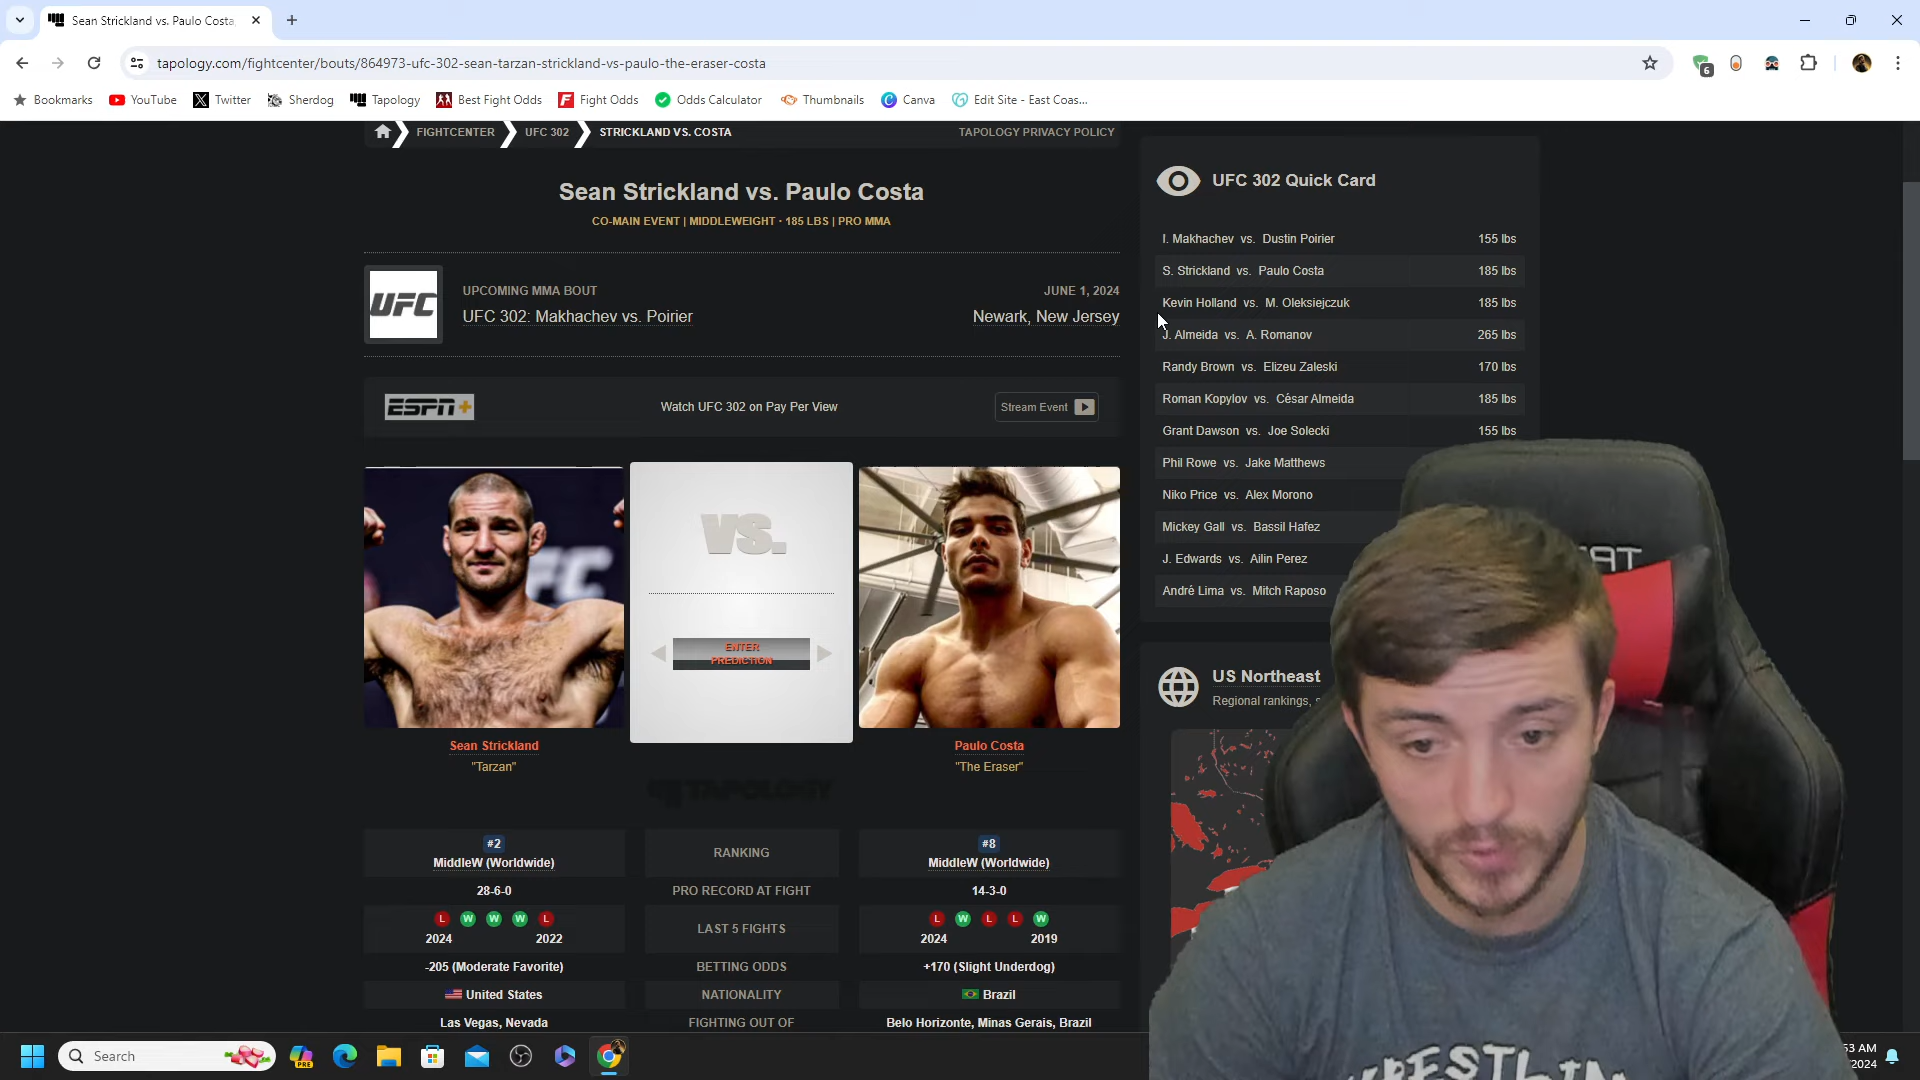 Sean Strickland vs. Paulo Costa
tapology.com/fightcenter/bouts/864973-ufc-302-sean-tarzan-strickland-vs-paulo-the-eraser-costa
6
Bookmarks YouTube Twitter Sherdog Tapology Best Fight Odds Fight Odds Odds Calculator Thumbnails Canva Edit Site - East Coas...
FIGHTCENTER UFC 302 STRICKLAND VS. COSTA TAPOLOGY PRIVACY POLICY
Sean Strickland vs. Paulo Costa
CO-MAIN EVENT | MIDDLEWEIGHT · 185 LBS | PRO MMA
UFC
UPCOMING MMA BOUT JUNE 1, 2024
UFC 302: Makhachev vs. Poirier Newark, New Jersey
ESPN+ Watch UFC 302 on Pay Per View Stream Event
UFC
VS.
ENTER
PREDICTION
Sean Strickland Paulo Costa
"Tarzan" "The Eraser"
TAPOLOGY
#2 #8
MiddleW (Worldwide) RANKING MiddleW (Worldwide)
28-6-0 PRO RECORD AT FIGHT 14-3-0
L W W W L LAST 5 FIGHTS L W L L W
2024 2022 2024 2019
-205 (Moderate Favorite) BETTING ODDS +170 (Slight Underdog)
United States NATIONALITY Brazil
Las Vegas, Nevada FIGHTING OUT OF Belo Horizonte, Minas Gerais, Brazil
UFC 302 Quick Card
I. Makhachev vs. Dustin Poirier 155 lbs
S. Strickland vs. Paulo Costa 185 lbs
Kevin Holland vs. M. Oleksiejczuk 185 lbs
J. Almeida vs. A. Romanov 265 lbs
Randy Brown vs. Elizeu Zaleski 170 lbs
Roman Kopylov vs. César Almeida 185 lbs
Grant Dawson vs. Joe Solecki 155 lbs
Phil Rowe vs. Jake Matthews
Niko Price vs. Alex Morono
Mickey Gall vs. Bassil Hafez
J. Edwards vs. Ailin Perez
André Lima vs. Mitch Raposo
US Northeast
Regional rankings,
Search
PRE
53 AM
2024